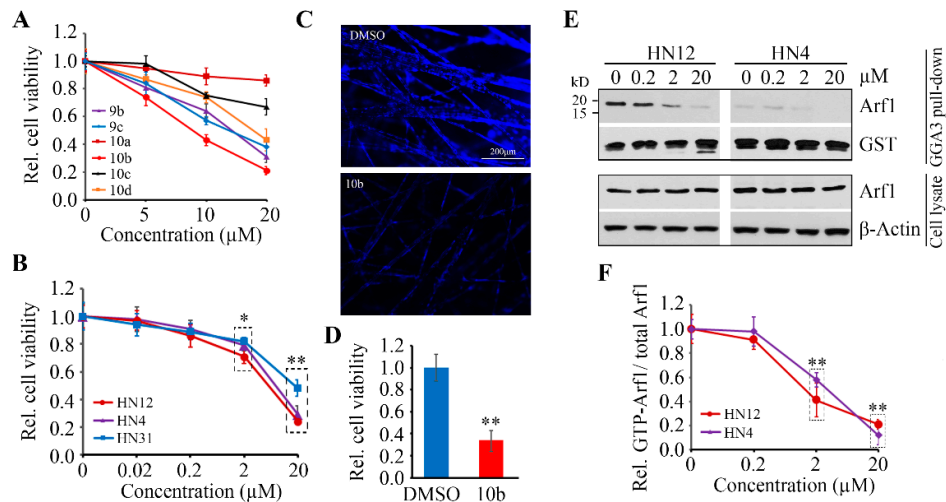 A
Rel. cell viability
1.2
1.0
0.8
0.6
0.4
0.2
0.0
9b
9c
10a
10b
10c
10d
0 5 10 20
Concentration (µM)
B
Rel. cell viability
1.2
1.0
0.8
0.6
0.4
0.2
0.0
*
**
HN12
HN4
HN31
0 0.02 0.2 2 20
Concentration (µM)
C
DMSO
200µm
10b
D
Rel. cell viability
1.2
1.0
0.8
0.6
0.4
0.2
0.0
**
DMSO 10b
E
HN12 HN4
kD 0 0.2 2 20 0 0.2 2 20 µM
20
15
Arf1
GST
GGA3 pull-down
Arf1
β-Actin
Cell lysate
F
Rel. GTP-Arf1/ total Arf1
1.2
1.0
0.8
0.6
0.4
0.2
0.0
**
**
HN12
HN4
0 0.2 2 20
Concentration (µM)